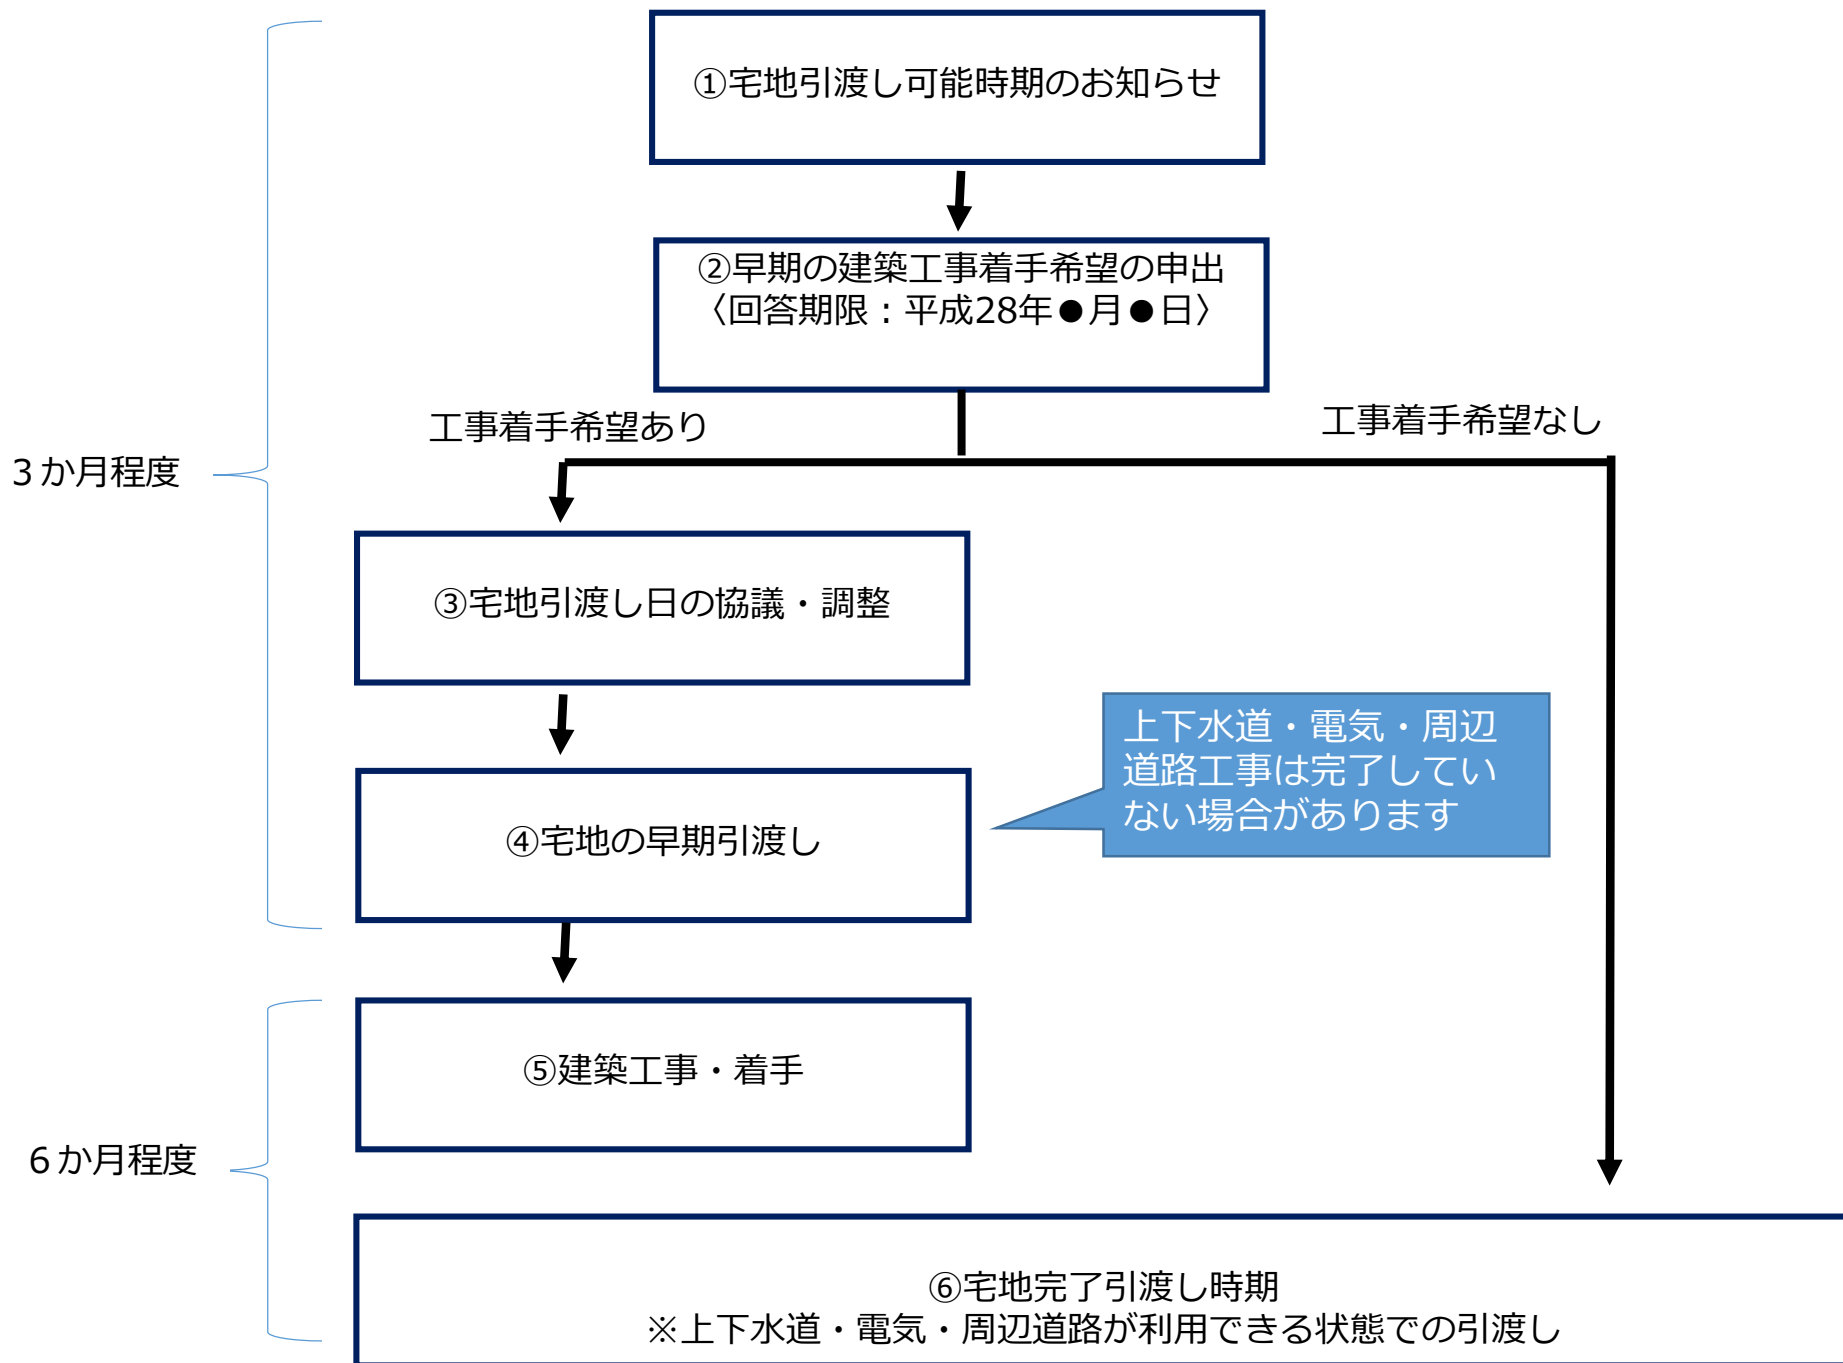 ①宅地引渡し可能時期のお知らせ
②早期の建築工事着手希望の申出
〈回答期限：平成28年●月●日〉
工事着手希望あり
工事着手希望なし
３か月程度
③宅地引渡し日の協議・調整
上下水道・電気・周辺
道路工事は完了してい
ない場合があります
④宅地の早期引渡し
⑤建築工事・着手
６か月程度
⑥宅地完了引渡し時期
※上下水道・電気・周辺道路が利用できる状態での引渡し